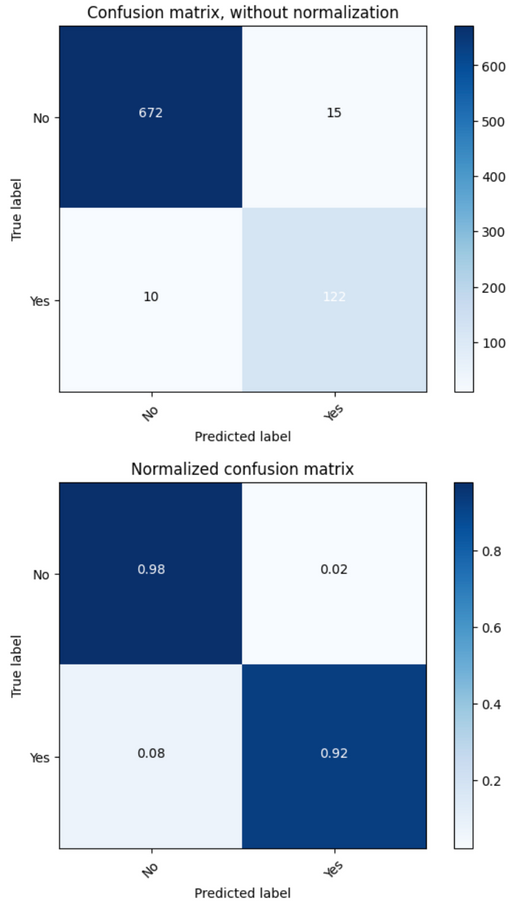 Confusion matrix, without normalization
No
672
15
Yes
10
122
True label
No
Yes
Predicted label
600
500
400
300
200
100
Normalized confusion matrix
No
0.98
0.02
Yes
0.08
0.92
True label
No
Yes
Predicted label
0.8
0.6
0.4
0.2